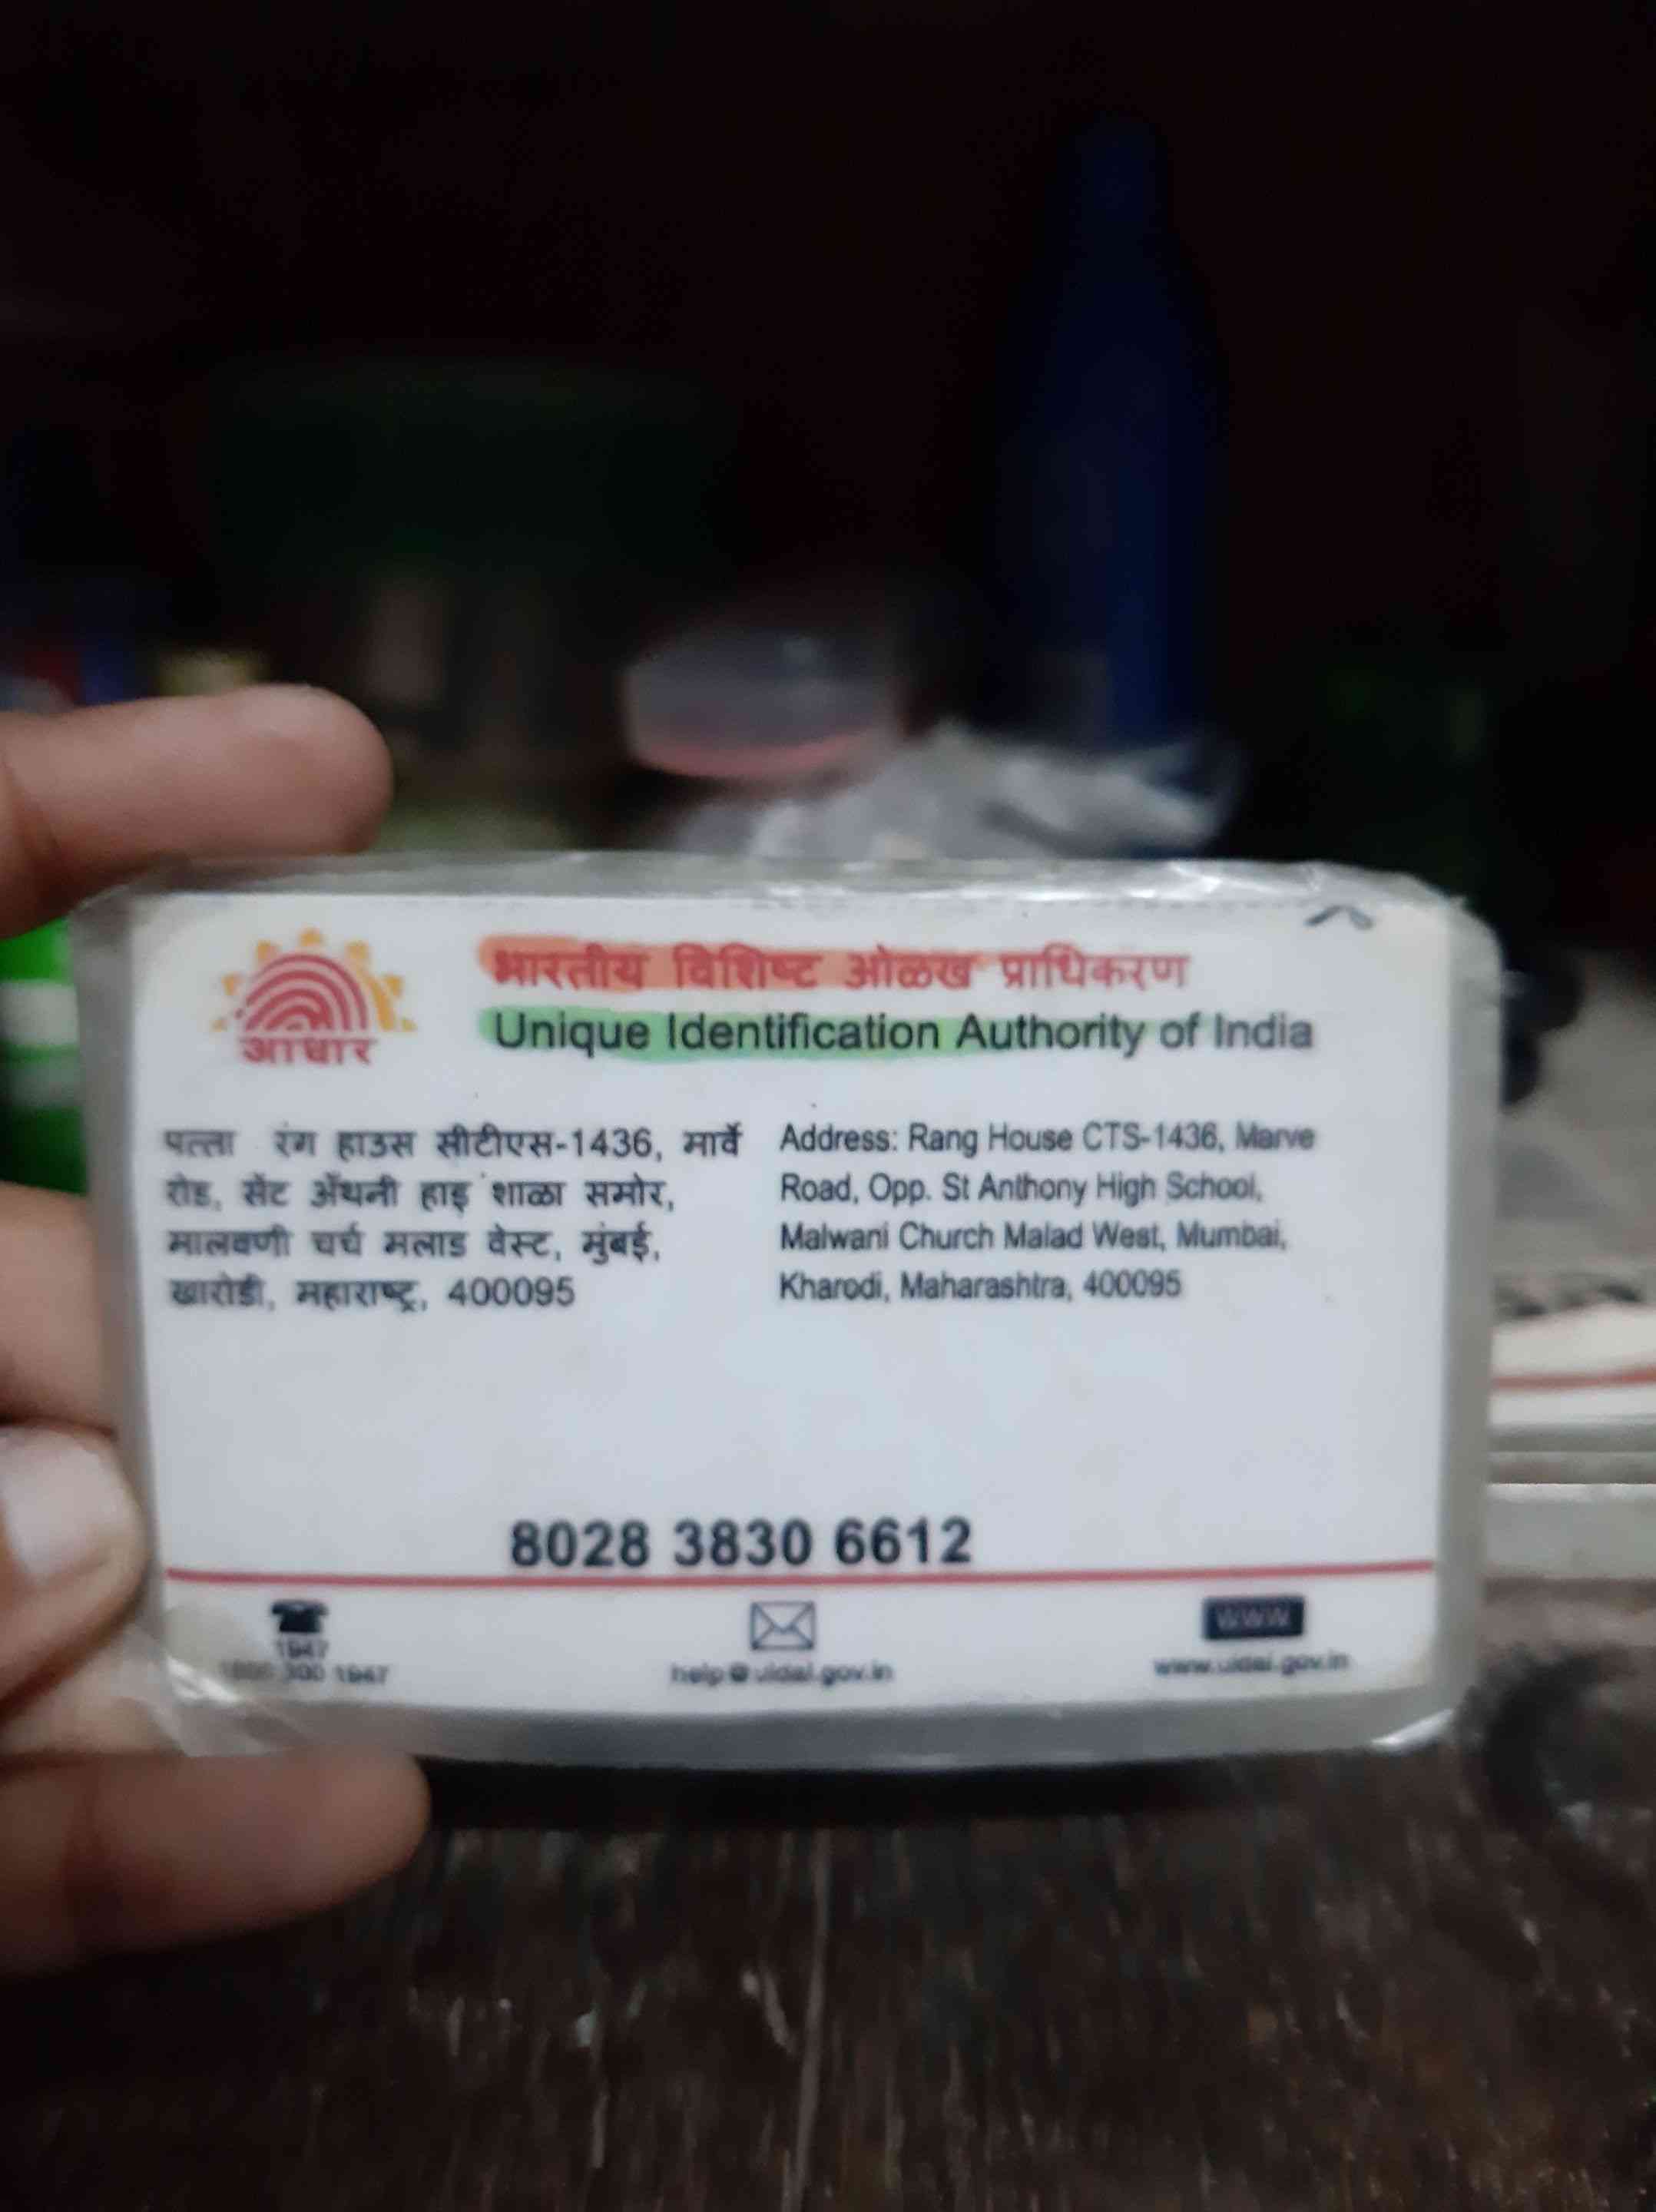 आधार
भारतीय विशिष्ट ओळख प्राधिकरण
Unique Identification Authority of India
पत्ता रंग हाउस सीटीएस-1436, मार्वे
रोड, सेंट अँथनी हाइ शाळा समोर,
मालवणी चर्च मलाड वेस्ट, मुंबई,
खारोडी, महाराष्ट्र, 400095
Address: Rang House CTS-1436, Marve
Road, Opp. St Anthony High School,
Malwani Church Malad West, Mumbai,
Kharodi, Maharashtra, 400095
8028 3830 6612
1947
300 1947
help@uidai.gov.in
WWW
www.uidai.gov.in